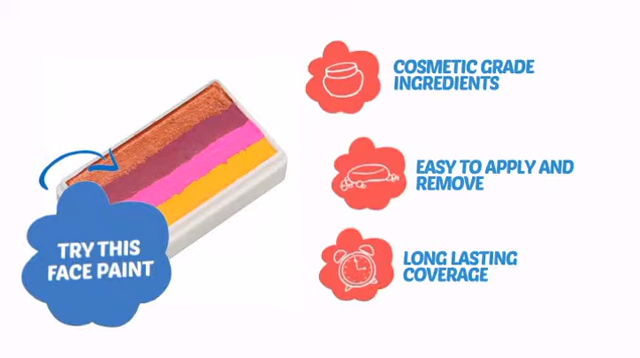 COSMETIC GRADE
INGREDIENTS
EASY TO APPLY AND
REMOVE
LONG LASTING
COVERAGE
TRY THIS
FACE PAINT